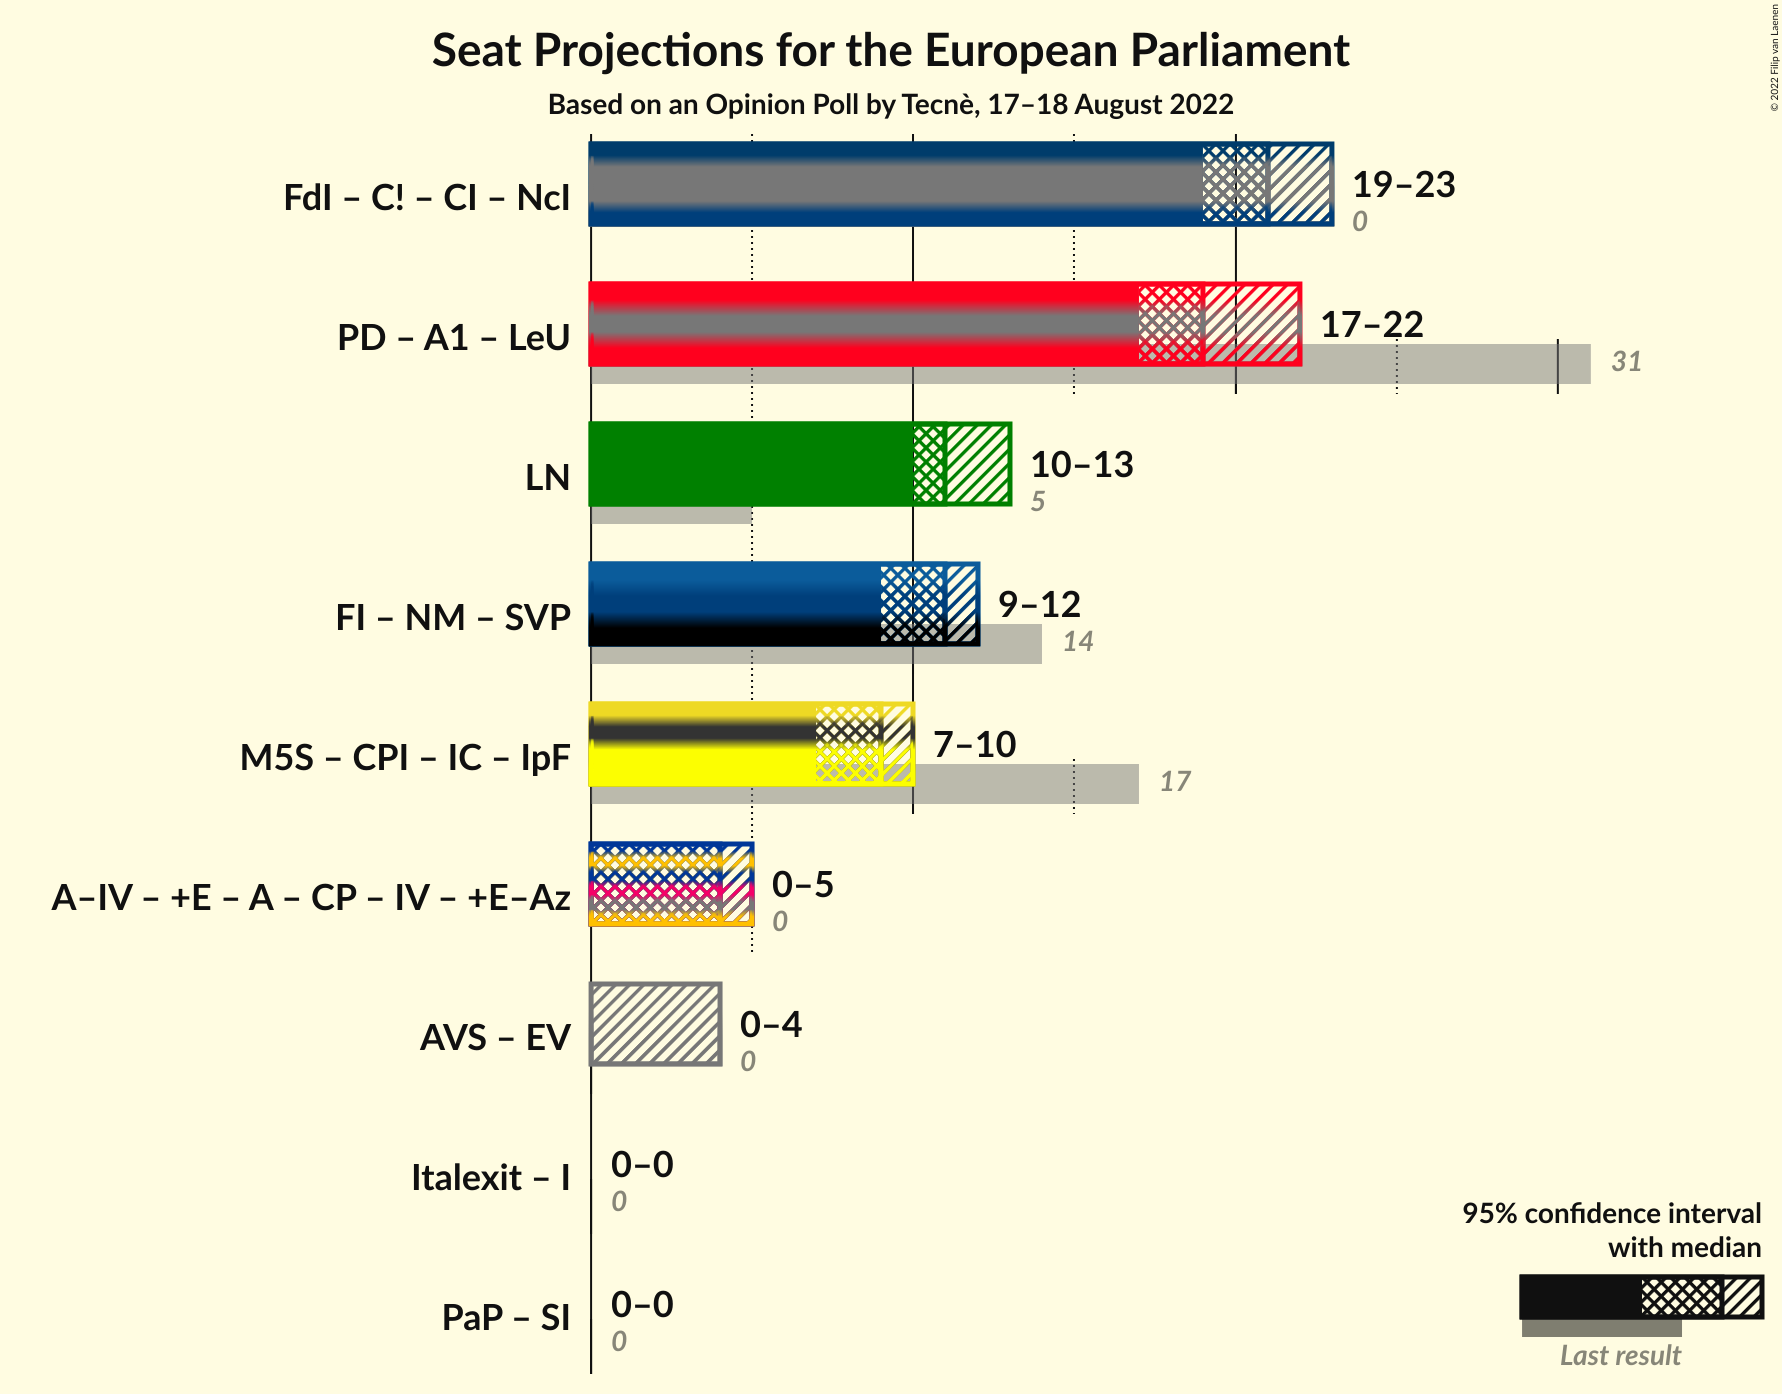 Seat Projections for the European Parliament
Based on an Opinion Poll by Tecnè, 17–18 August 2022
© 2022 Filip van Laenen
FdI – C! – CI – NcI
19–23
0
PD – A1 – LeU
17–22
31
LN
10–13
5
FI – NM – SVP
9–12
14
M5S – CPI – IC – IpF
7–10
17
A–IV – +E – A – CP – IV – +E–Az
0–5
0
AVS – EV
0–4
0
Italexit – I
0–0
0
PaP – SI
0–0
0
95% confidence interval
with median
Last result